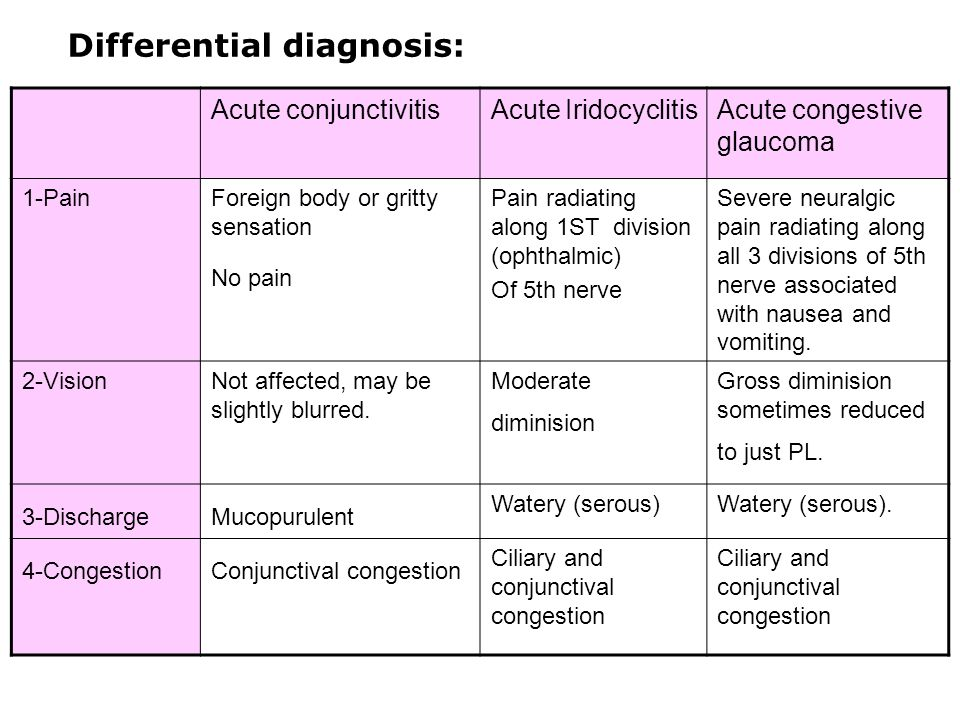 Differential diagnosis:
Acute conjunctivitis
Acute Iridocyclitis
Acute congestive
glaucoma
1-Pain
Foreign body or gritty
sensation
No pain
Pain radiating
along 1ST division
(ophthalmic)
Of 5th nerve
Severe neuralgic
pain radiating along
all 3 divisions of 5th
nerve associated
with nausea and
vomiting.
2-Vision
Not affected, may be
slightly blurred.
Moderate
diminision
Gross diminision
sometimes reduced
to just PL.
3-Discharge
Mucopurulent
Watery (serous)
Watery (serous).
4-Congestion
Conjunctival congestion
Ciliary and
conjunctival
congestion
Ciliary and
conjunctival
congestion